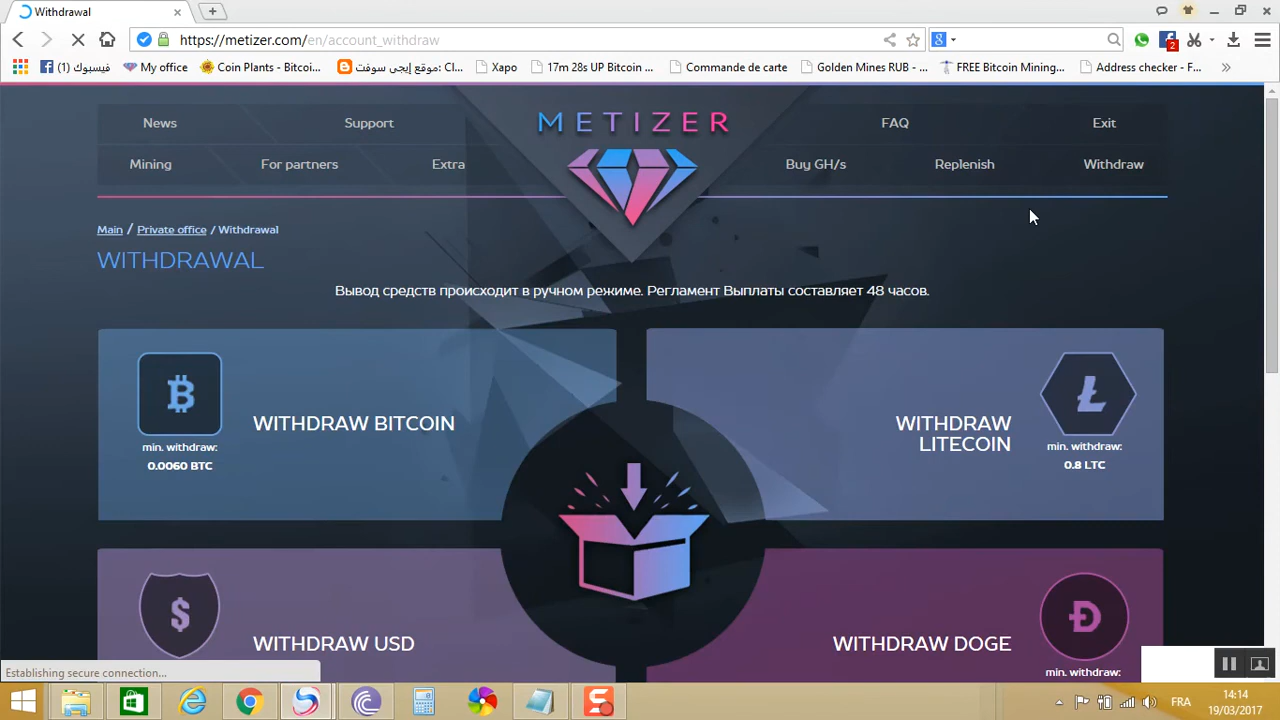 Withdrawal
https://metizer.com/en/account_withdraw
فيسبوك (1)
My office
Coin Plants - Bitcoi...
موقع إيجى سوفت: Cl...
Xapo
17m 28s UP Bitcoin ...
Commande de carte
Golden Mines RUB - ...
FREE Bitcoin Mining...
Address checker - F...
2
News
Support
METIZER
FAQ
Exit
Mining
For partners
Extra
Buy GH/s
Replenish
Withdraw
Main / Private office / Withdrawal
WITHDRAWAL
Вывод средств происходит в ручном режиме. Регламент Выплаты составляет 48 часов.
WITHDRAW BITCOIN
min. withdraw:
0.0060 BTC
WITHDRAW
LITECOIN
min. withdraw:
0.8 LTC
WITHDRAW USD
WITHDRAW DOGE
min. withdraw:
Establishing secure connection...
FRA
14:14
19/03/2017